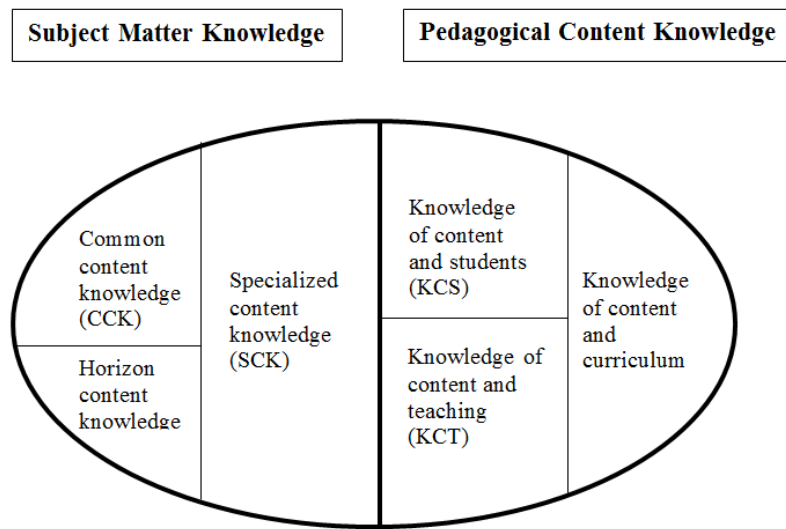 Subject Matter Knowledge
Pedagogical Content Knowledge
Common
content
knowledge
(CCK)
Horizon
content
knowledge
Specialized
content
knowledge
(SCK)
Knowledge
of content
and students
(KCS)
Knowledge of
content and
teaching
(KCT)
Knowledge
of content
and
curriculum